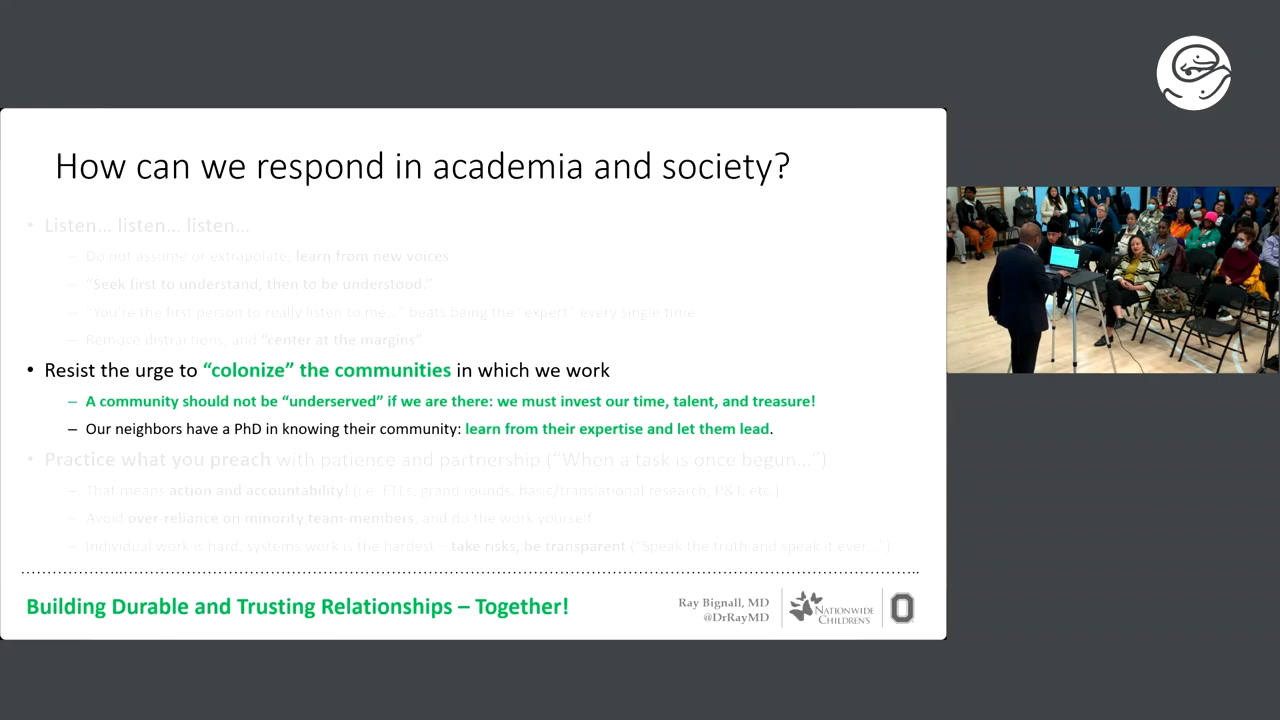 How can we respond in academia and society?
• Listen… listen… listen…
– Do not assume or extrapolate, learn from new voices
– “Seek first to understand, then to be understood.”
– “You’re the first person to really listen to me…” beats being the “expert” every single time
– Remove distractions, and “center at the margins”
• Resist the urge to “colonize” the communities in which we work
– A community should not be “underserved” if we are there: we must invest our time, talent, and treasure!
– Our neighbors have a PhD in knowing their community: learn from their expertise and let them lead.
• Practice what you preach with patience and partnership (“When a task is once begun…”)
– That means action and accountability! (i.e. FTEs, grand rounds, basic/translational research, P&T, etc.)
– Avoid over-reliance on minority team-members, and do the work yourself
– Individual work is hard, systems work is the hardest – take risks, be transparent (“Speak the truth and speak it ever…”)
Building Durable and Trusting Relationships – Together!
Ray Bignall, MD
@DrRayMD
NATIONWIDE
CHILDREN'S
O